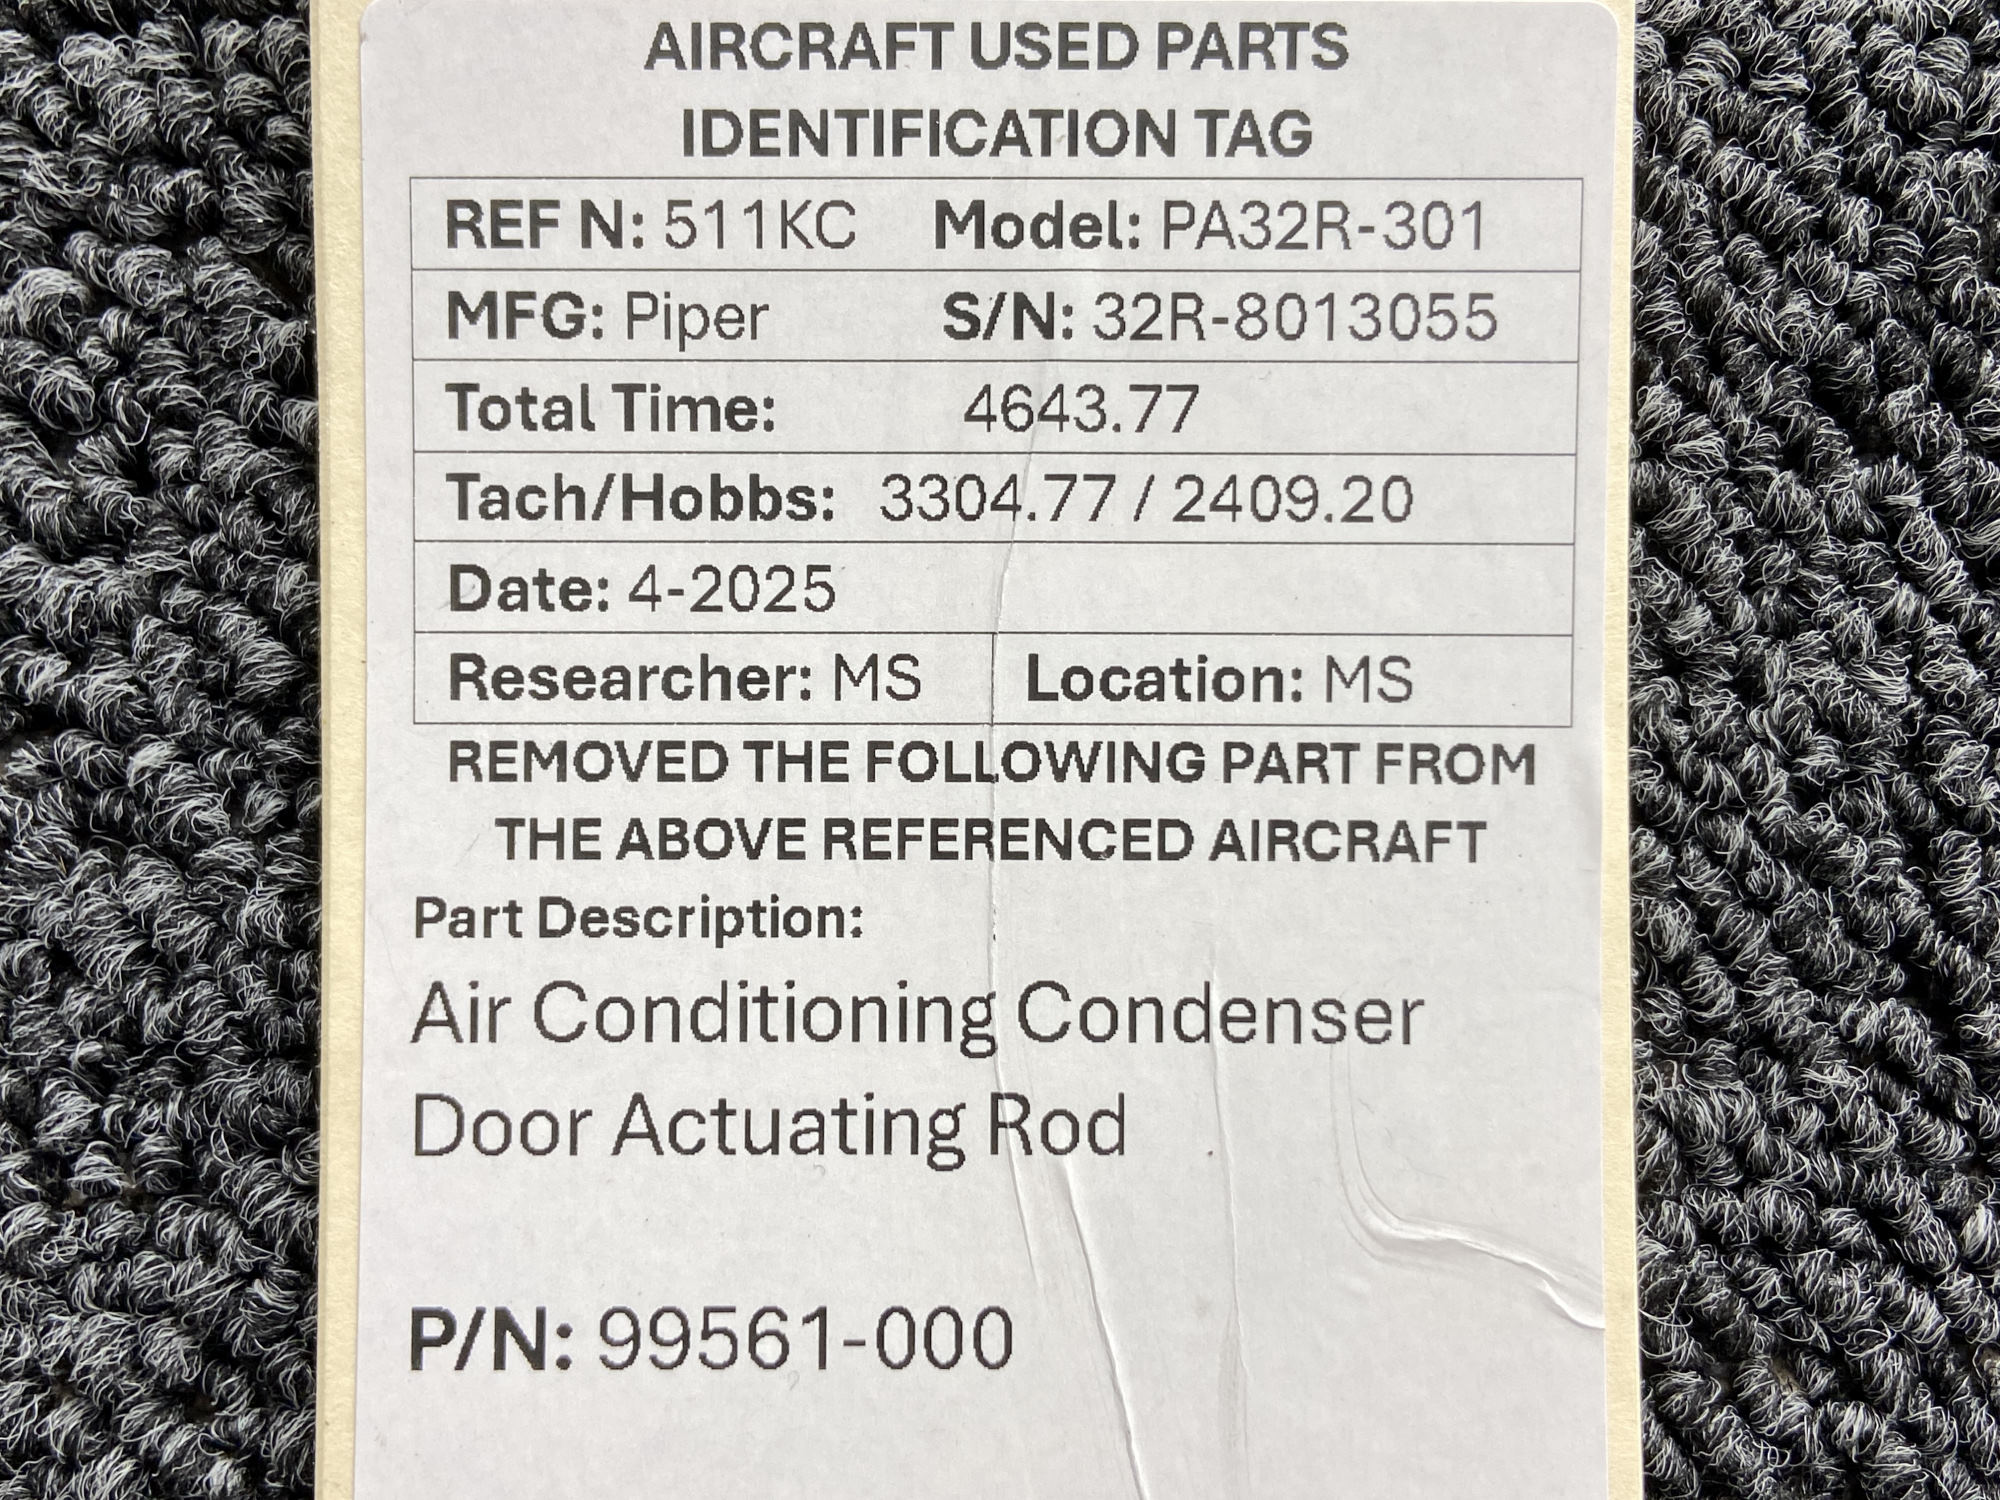 AIRCRAFT USED PARTS
IDENTIFICATION TAG
REF N: 511KC Model: PA32R-301
MFG: Piper S/N: 32R-8013055
Total Time: 4643.77
Tach/Hobbs: 3304.77 / 2409.20
Date: 4-2025
Researcher: MS Location: MS
REMOVED THE FOLLOWING PART FROM
THE ABOVE REFERENCED AIRCRAFT
Part Description:
Air Conditioning Condenser
Door Actuating Rod
P/N: 99561-000